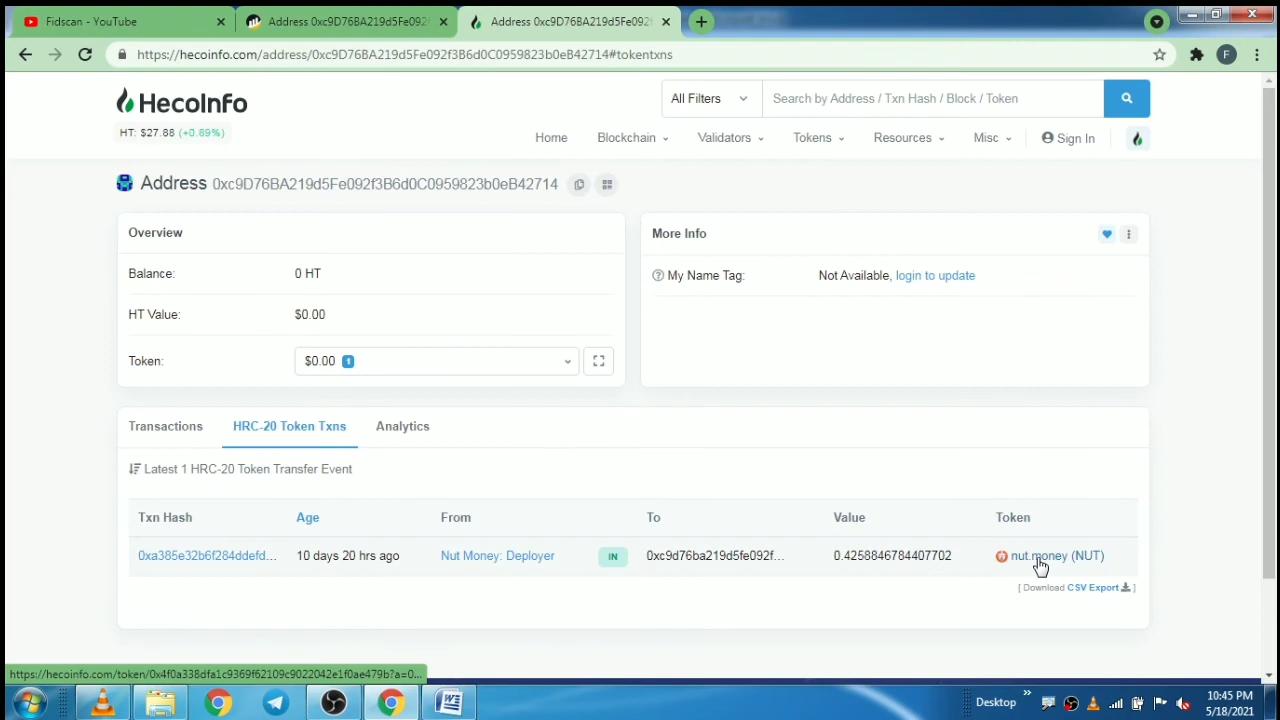 Fidscan - YouTube
Address 0xc9D76BA219d5Fe092f
Address 0xc9D76BA219d5Fe092f
https://hecoinfo.com/address/0xc9D76BA219d5Fe092f3B6d0C0959823b0eB42714#tokentxns
F
HecoInfo
All Filters
Search by Address / Txn Hash / Block / Token
HT: $27.88 (+0.89%)
Home Blockchain Validators Tokens Resources Misc Sign In
Address 0xc9D76BA219d5Fe092f3B6d0C0959823b0eB42714
Overview
More Info
Balance: 0 HT
My Name Tag: Not Available, login to update
HT Value: $0.00
Token: $0.00 1
Transactions HRC-20 Token Txns Analytics
Latest 1 HRC-20 Token Transfer Event
Txn Hash Age From To Value Token
0xa385e32b6f284ddefd... 10 days 20 hrs ago Nut Money: Deployer IN 0xc9d76ba219d5fe092f... 0.4258846784407702 nut.money (NUT)
[ Download CSV Export ]
https://hecoinfo.com/token/0x4f0a338dfa1c9369f62109c9022042e1f0ae479b?a=0...
Desktop
10:45 PM
5/18/2021